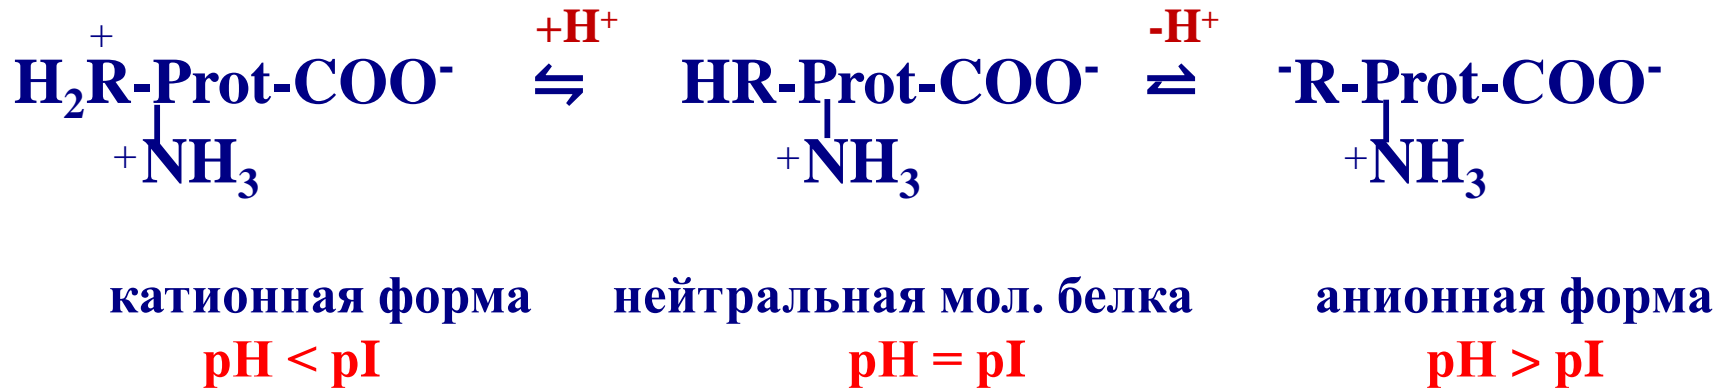 + +H⁺ -H⁺
H₂R-Prot-COO⁻ ⇋ HR-Prot-COO⁻ ⇌ ⁻R-Prot-COO⁻
⁺NH₃ ⁺NH₃ ⁺NH₃
катионная форма нейтральная мол. белка анионная форма
pH < pI pH = pI pH > pI